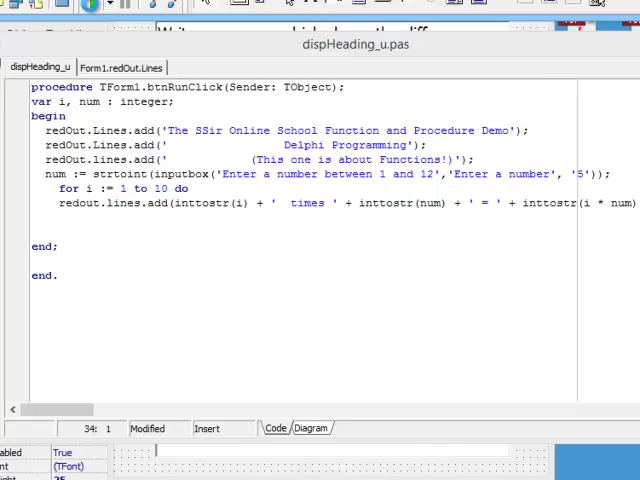 dispHeading_u.pas
dispHeading_u Form1.redOut.Lines
procedure TForm1.btnRunClick(Sender: TObject);
var i, num : integer;
begin
redOut.Lines.add('The SSir Online School Function and Procedure Demo');
redOut.Lines.add('                         Delphi Programming');
redOut.lines.add('                  (This one is about Functions!)');
num := strtoint(inputbox('Enter a number between 1 and 12','Enter a number', '5'));
for i := 1 to 10 do
redout.lines.add(inttostr(i) + '  times ' + inttostr(num) + ' = ' + inttostr(i * num)
end;
end.
34: 1 Modified Insert Code Diagram
abled True
nt (TFont)